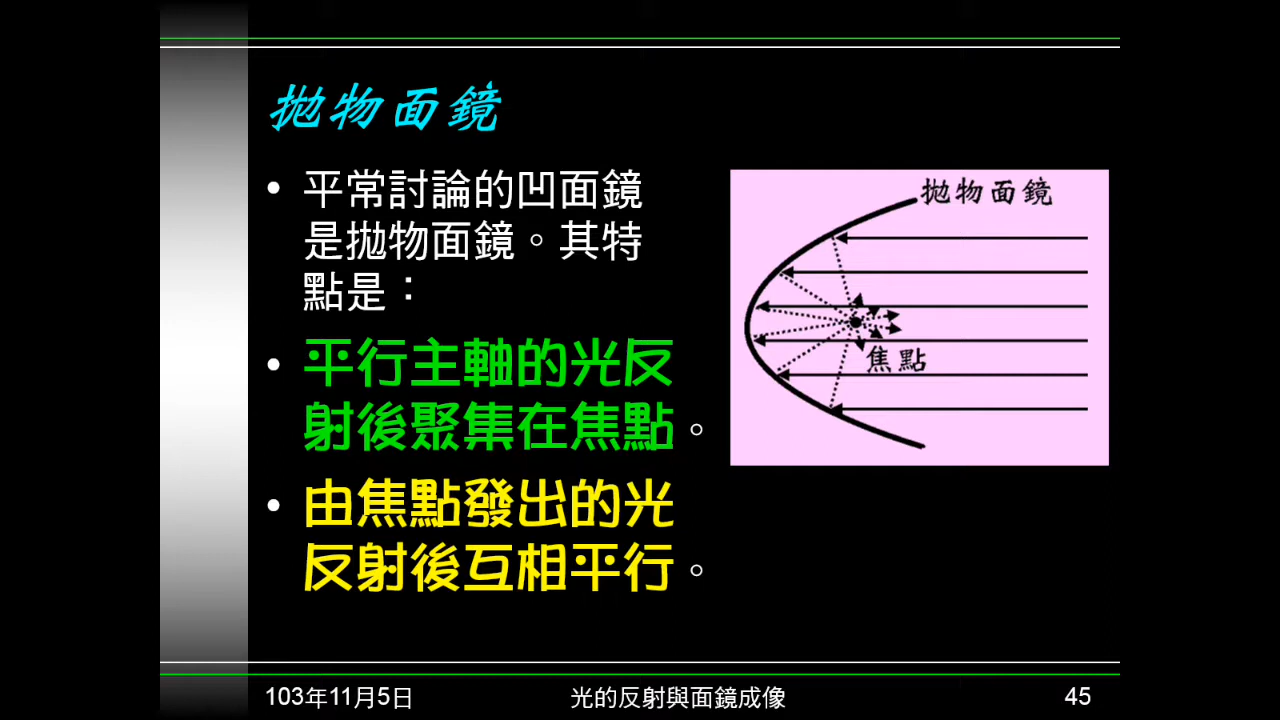 拋物面鏡
• 平常討論的凹面鏡
是拋物面鏡。其特
點是：
• 平行主軸的光反
射後聚集在焦點。
• 由焦點發出的光
反射後互相平行。
拋物面鏡
焦點
103年11月5日
光的反射與面鏡成像
45